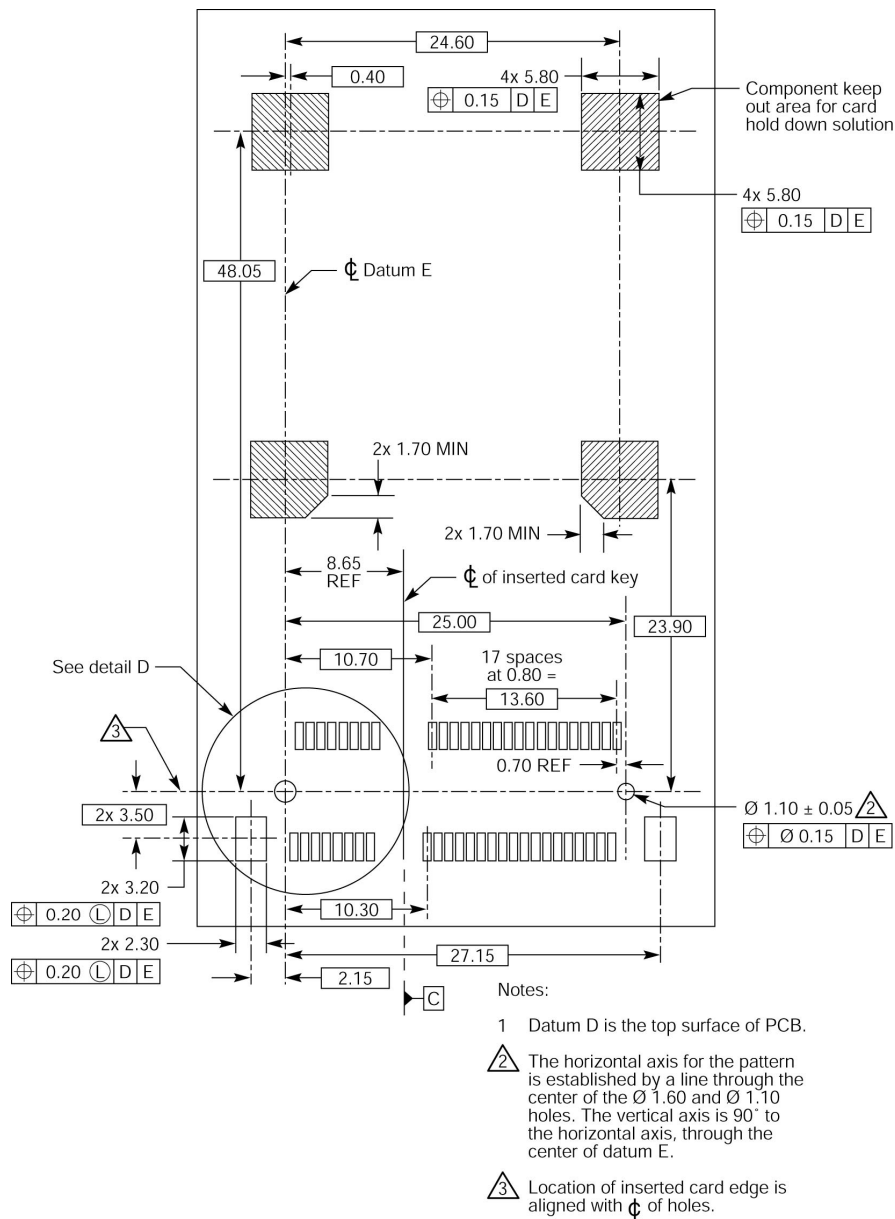 24.60
0.40
4x 5.80
⌖ 0.15 D E
Component keep
out area for card
hold down solution
4x 5.80
⌖ 0.15 D E
48.05
℄ Datum E
2x 1.70 MIN
2x 1.70 MIN
8.65
REF
℄ of inserted card key
25.00
23.90
10.70
17 spaces
at 0.80 =
13.60
See detail D
3
0.70 REF
2x 3.50
Ø 1.10 ± 0.05 2
⌖ Ø 0.15 D E
2x 3.20
⌖ 0.20 Ⓛ D E
10.30
2x 2.30
⌖ 0.20 Ⓛ D E
27.15
2.15
C
Notes:
1 Datum D is the top surface of PCB.
2 The horizontal axis for the pattern
is established by a line through the
center of the Ø 1.60 and Ø 1.10
holes. The vertical axis is 90˚ to
the horizontal axis, through the
center of datum E.
3 Location of inserted card edge is
aligned with ℄ of holes.